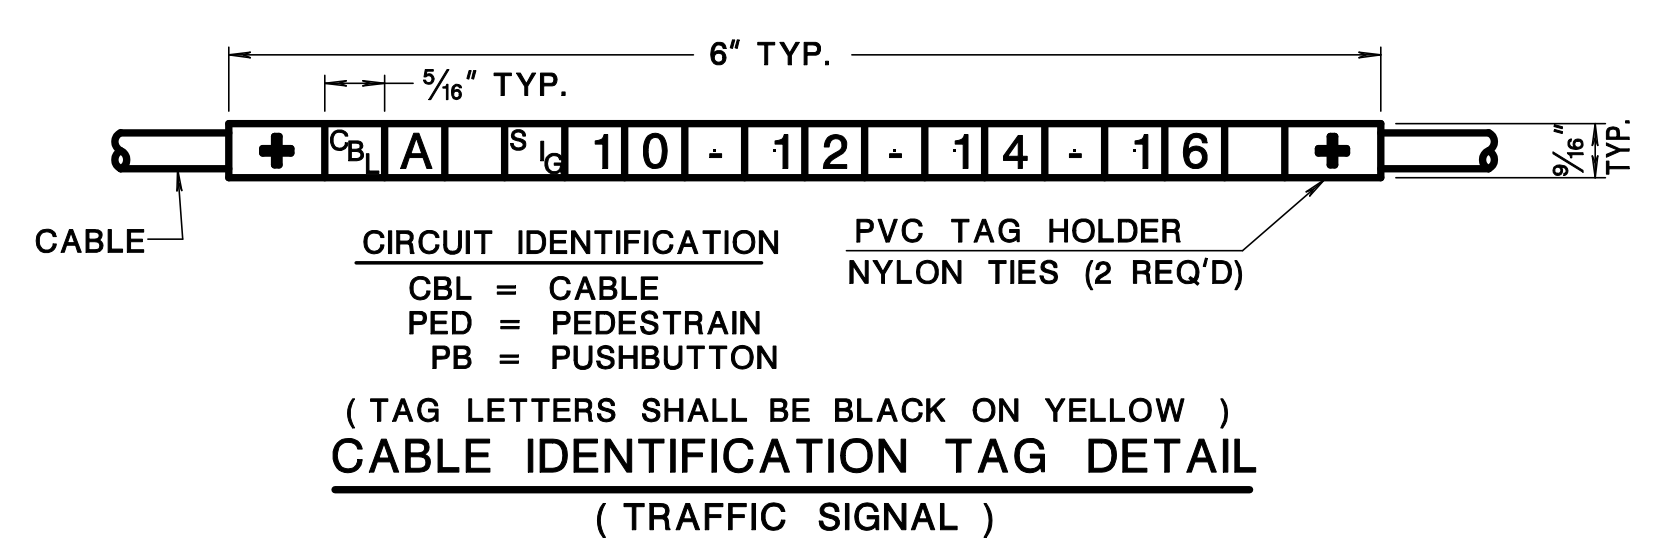 6" TYP.
5/16" TYP.
+ CBL A SIG 10-12-14-16 +
9/16" TYP.
CABLE
CIRCUIT IDENTIFICATION
CBL = CABLE
PED = PEDESTRAIN
PB = PUSHBUTTON
PVC TAG HOLDER
NYLON TIES (2 REQ'D)
( TAG LETTERS SHALL BE BLACK ON YELLOW )
CABLE IDENTIFICATION TAG DETAIL
( TRAFFIC SIGNAL )